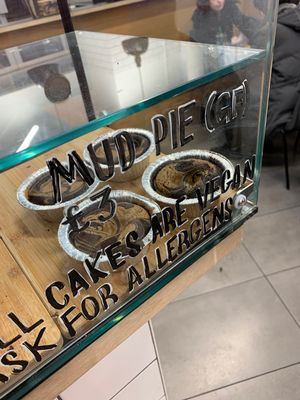 MUD PIE (GF)
£3
ALL CAKES ARE VEGAN
ASK FOR ALLERGENS